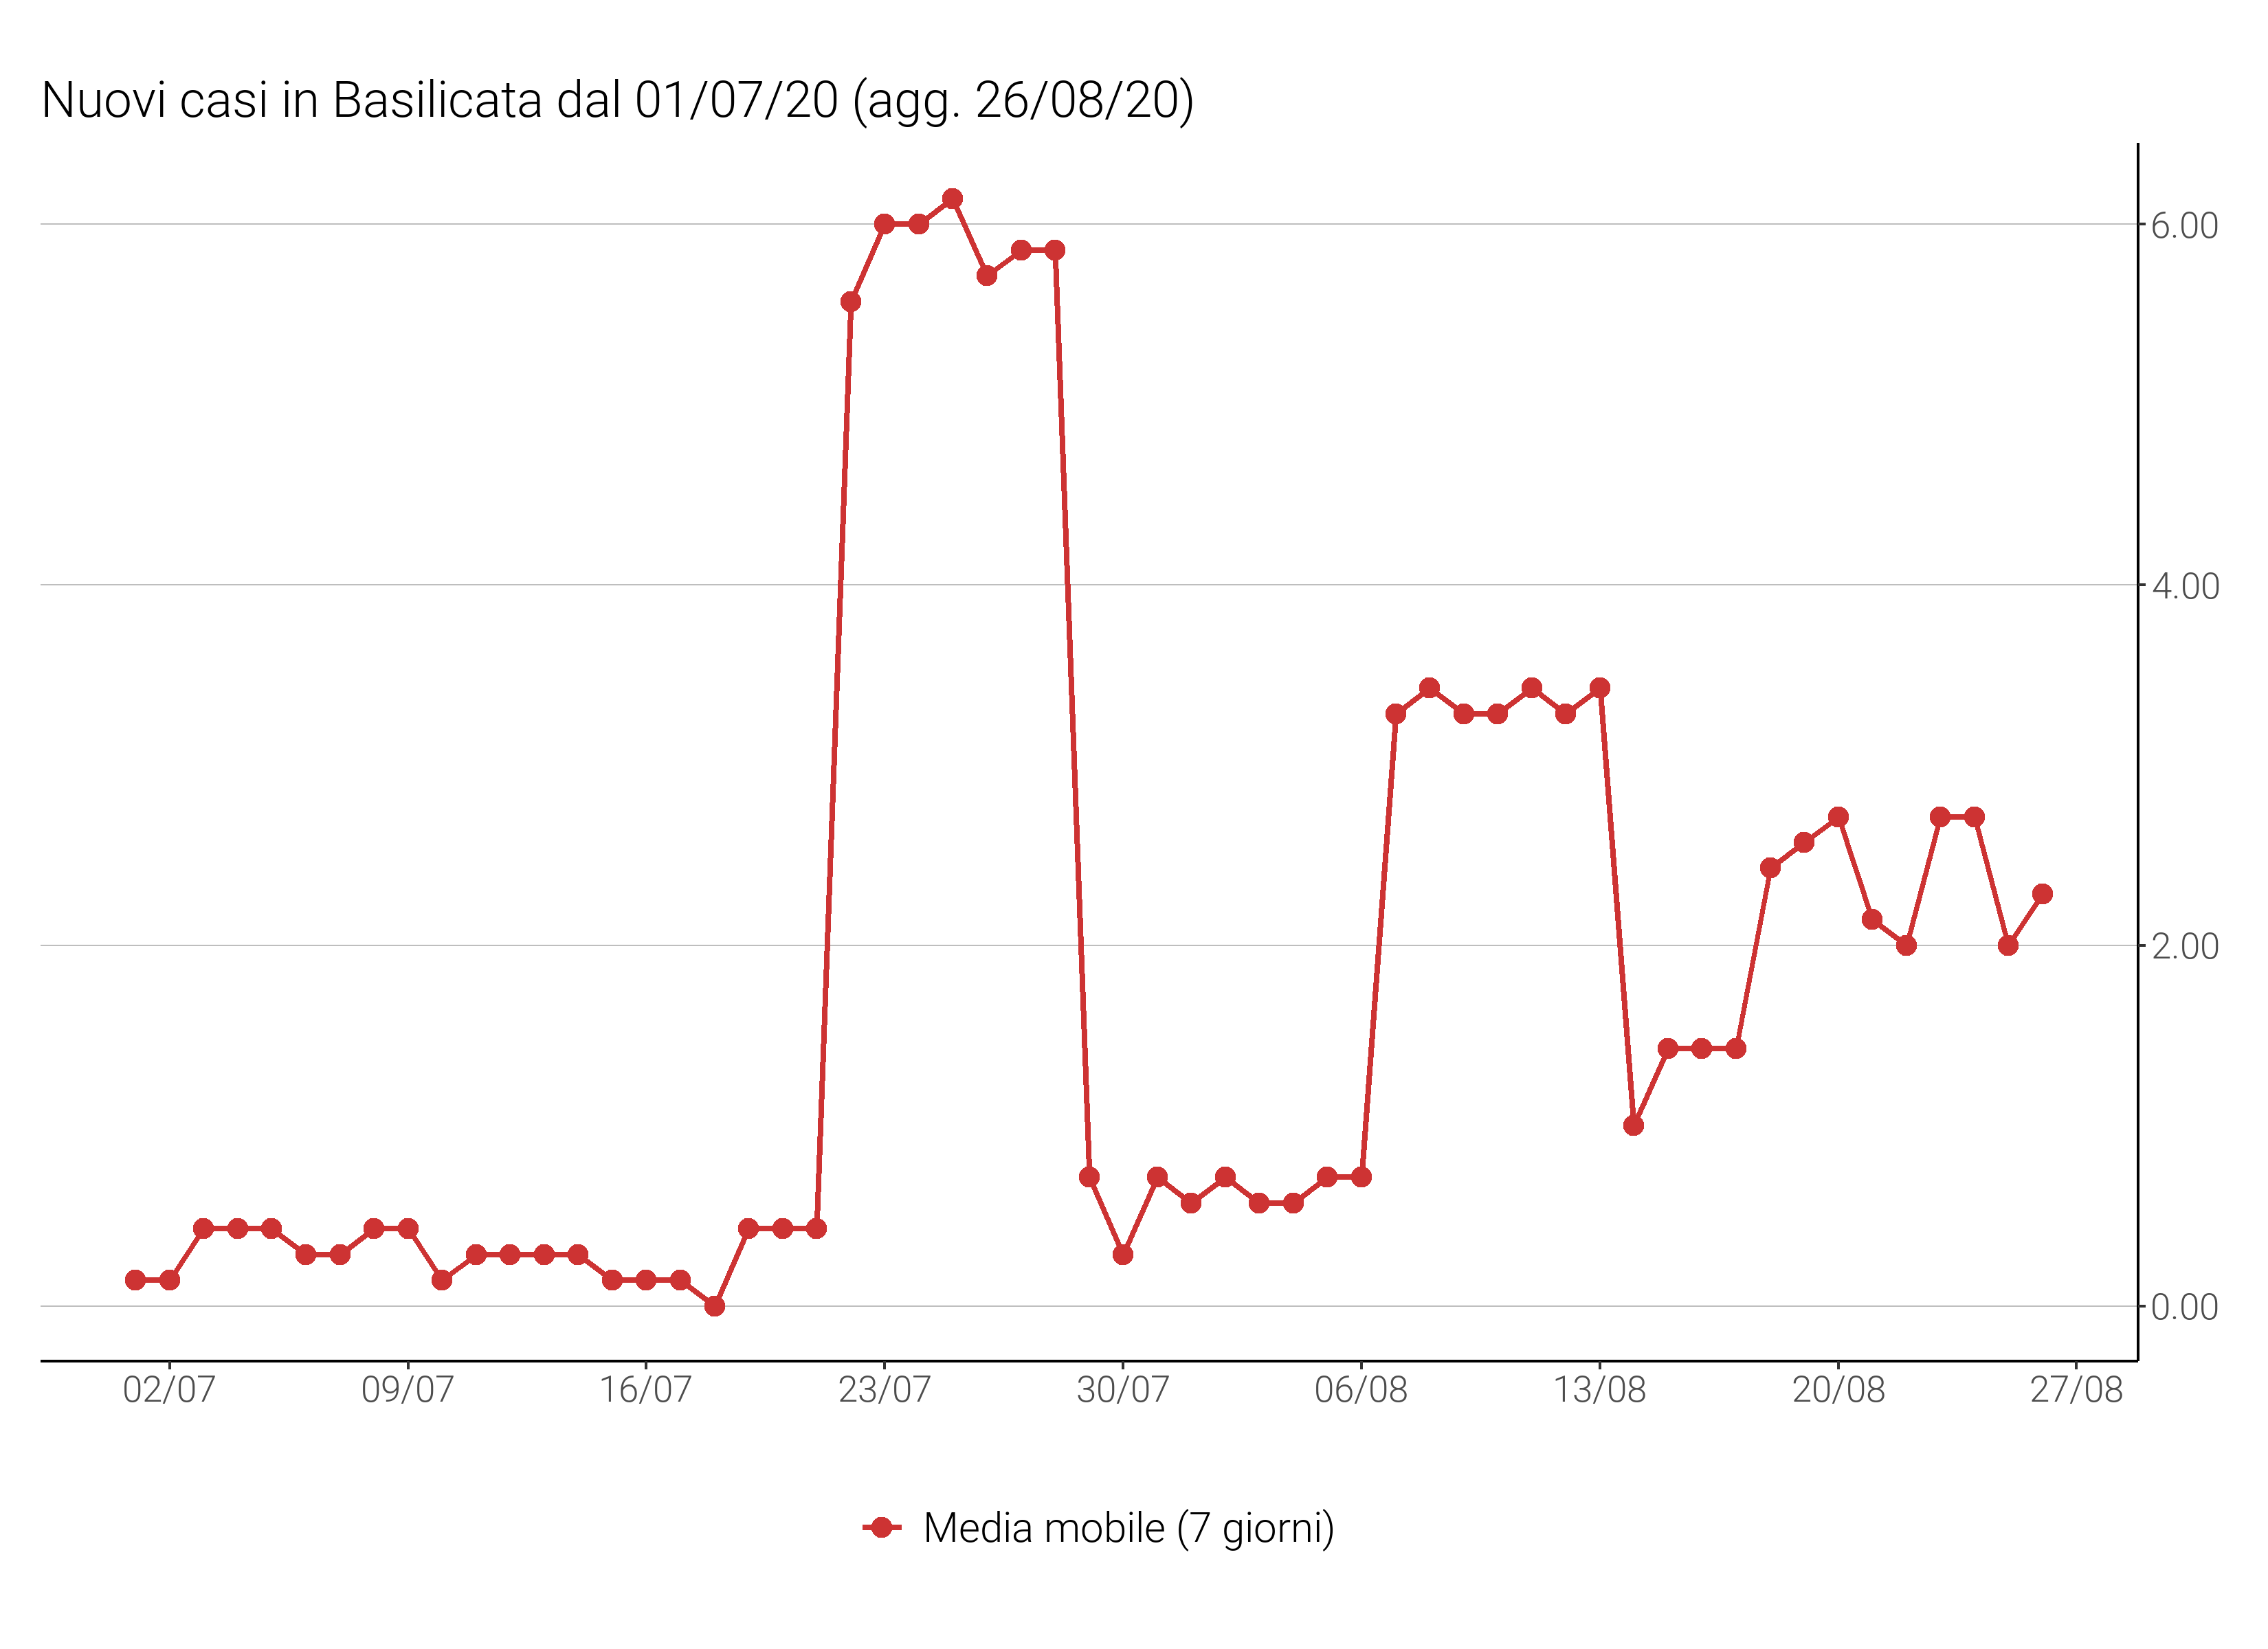 Nuovi casi in Basilicata dal 01/07/20 (agg. 26/08/20)
6.00
4.00
2.00
0.00
02/07 09/07 16/07 23/07 30/07 06/08 13/08 20/08 27/08
Media mobile (7 giorni)